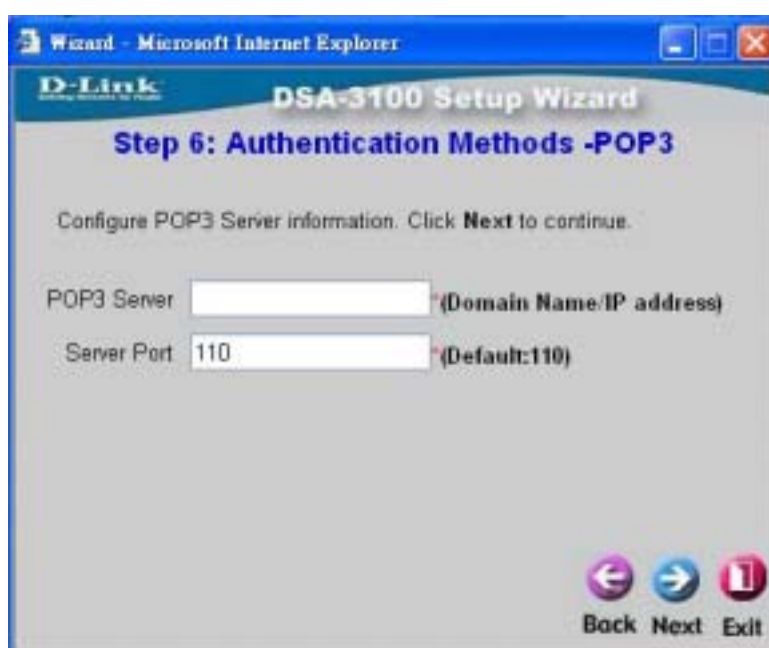 Wizard - Microsoft Internet Explorer
D-Link
DSA-3100 Setup Wizard
Step 6: Authentication Methods -POP3
Configure POP3 Server information. Click Next to continue.
POP3 Server *(Domain Name/IP address)
Server Port 110 *(Default:110)
Back Next Exit